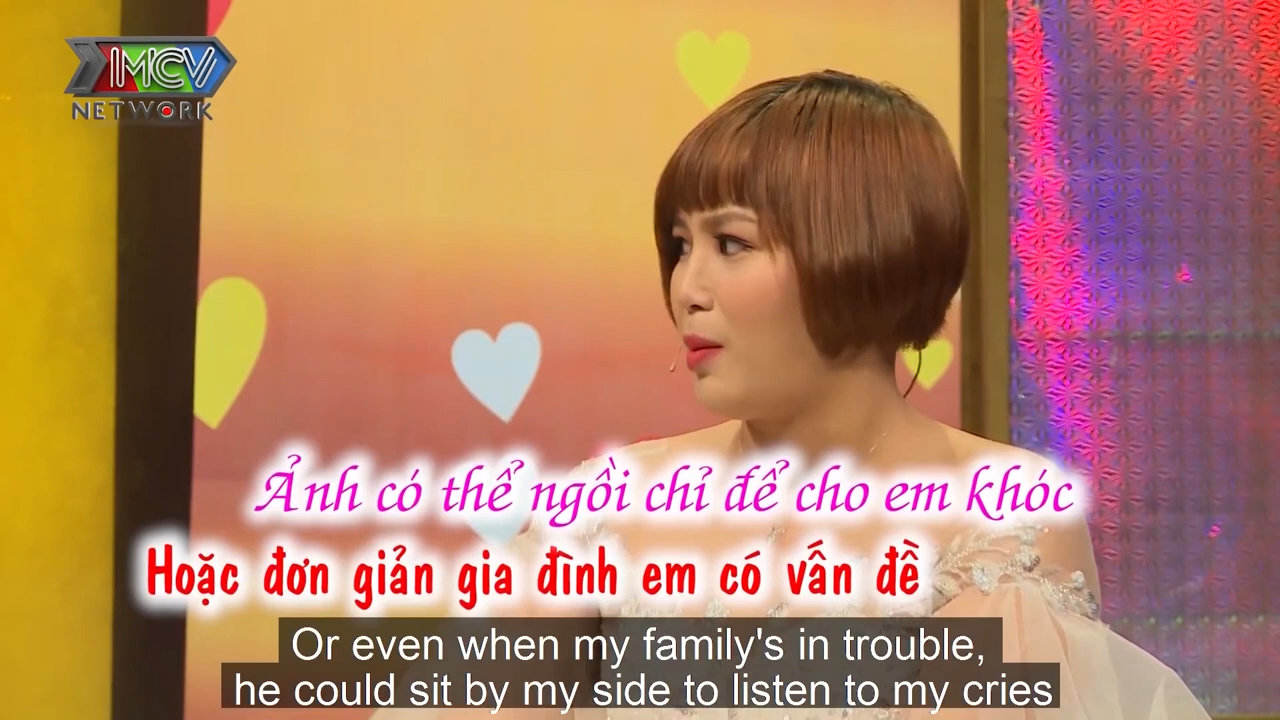 MCV
NETWORK
Ảnh có thể ngồi chỉ để cho em khóc
Hoặc đơn giản gia đình em có vấn đề
Or even when my family's in trouble,
he could sit by my side to listen to my cries